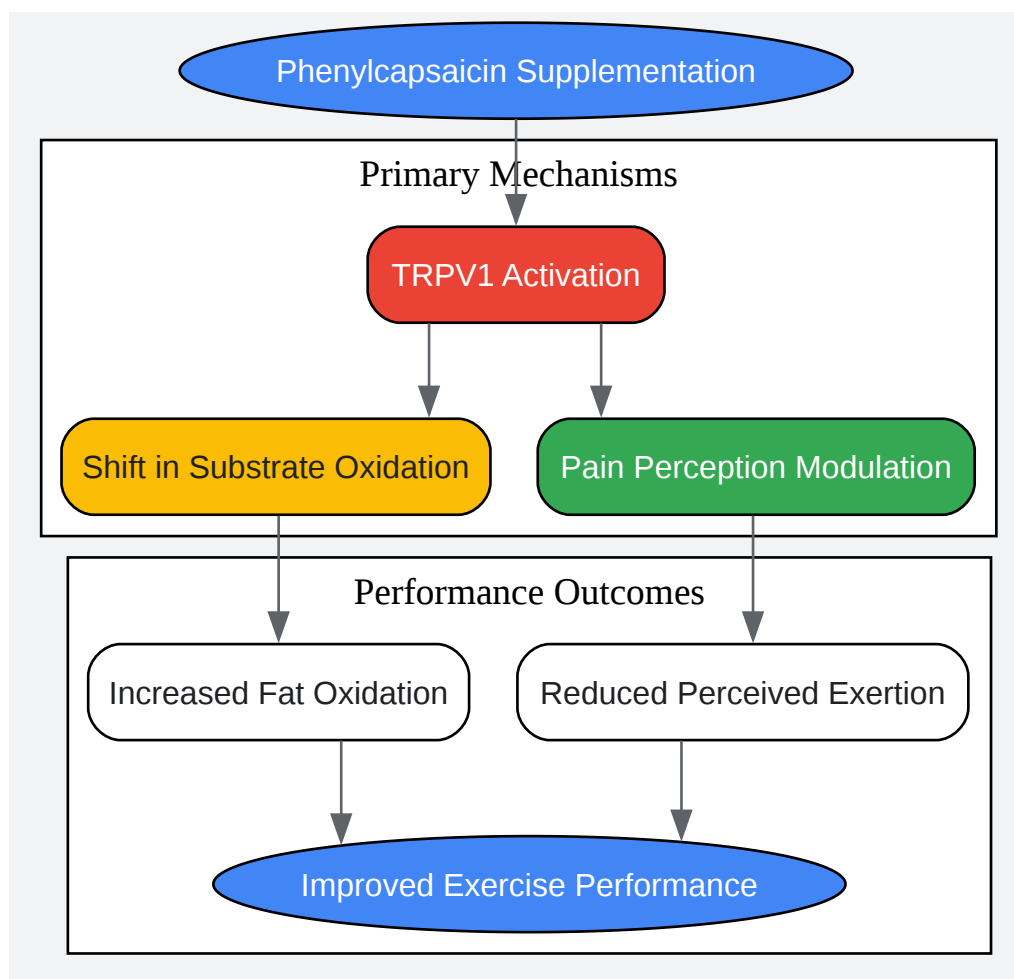 Phenylcapsaicin Supplementation
Primary Mechanisms
TRPV1 Activation
Shift in Substrate Oxidation
Pain Perception Modulation
Performance Outcomes
Increased Fat Oxidation
Reduced Perceived Exertion
Improved Exercise Performance